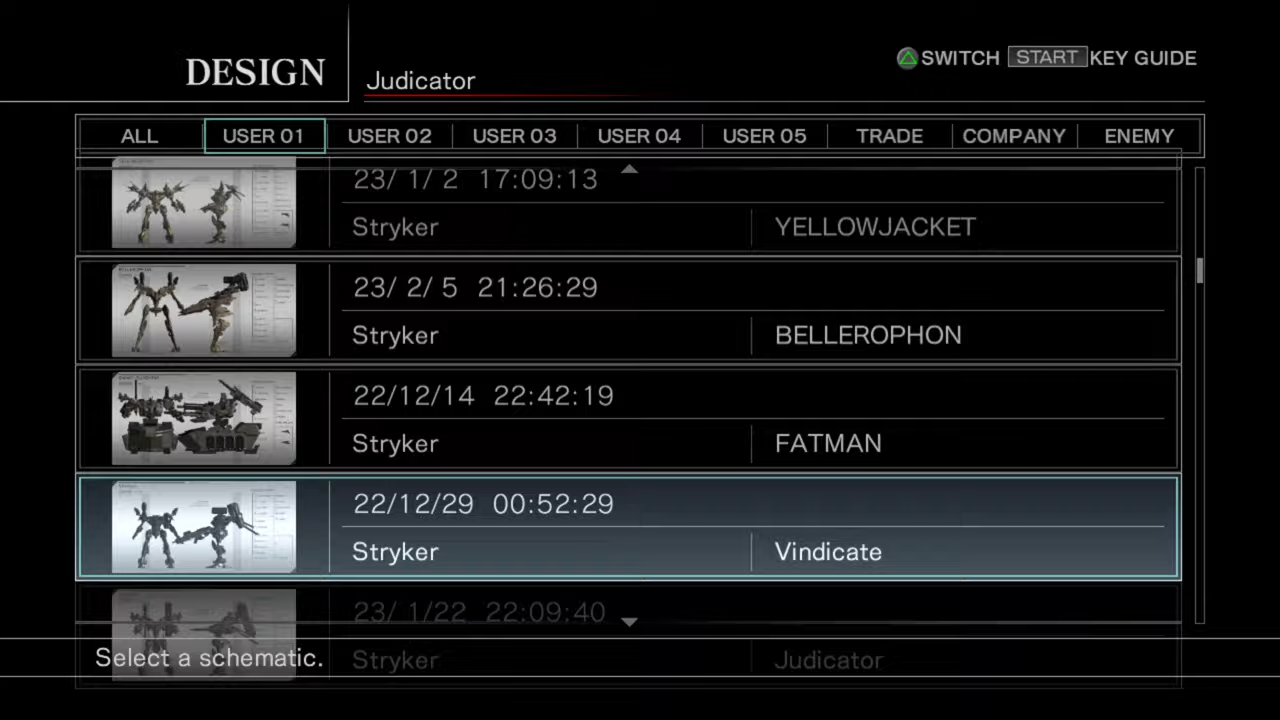 DESIGN
Judicator
SWITCH START KEY GUIDE
ALL USER 01 USER 02 USER 03 USER 04 USER 05 TRADE COMPANY ENEMY
23/ 1/ 2 17:09:13
Stryker YELLOWJACKET
23/ 2/ 5 21:26:29
Stryker BELLEROPHON
22/12/14 22:42:19
Stryker FATMAN
22/12/29 00:52:29
Stryker Vindicate
23/ 1/22 22:09:40
Stryker Judicator
Select a schematic.